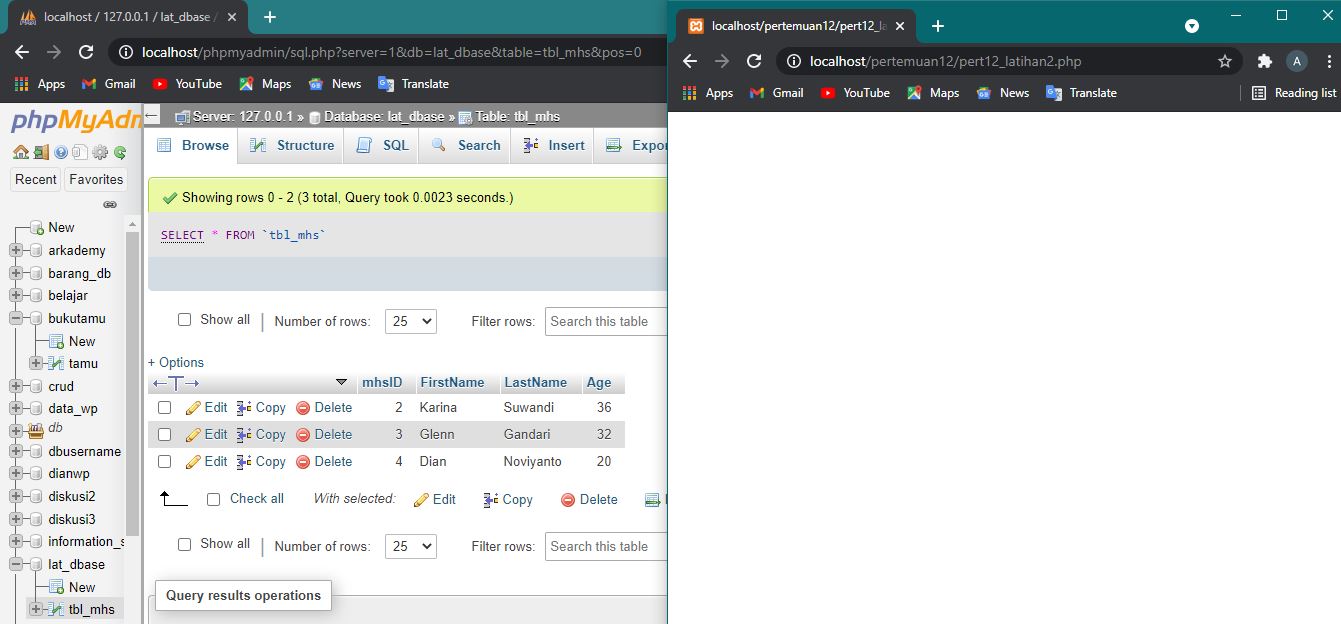 localhost / 127.0.0.1 / lat_dbase /
localhost/phpmyadmin/sql.php?server=1&db=lat_dbase&table=tbl_mhs&pos=0
Apps Gmail YouTube Maps News Translate
phpMyAdm
Recent Favorites
New
arkademy
barang_db
belajar
bukutamu
New
tamu
crud
data_wp
db
dbusername
dianwp
diskusi2
diskusi3
information_s
lat_dbase
New
tbl_mhs
Server: 127.0.0.1 » Database: lat_dbase » Table: tbl_mhs
Browse Structure SQL Search Insert Expor
Showing rows 0 - 2 (3 total, Query took 0.0023 seconds.)
SELECT * FROM `tbl_mhs`
Show all | Number of rows: 25 Filter rows: Search this table
+ Options
mhsID FirstName LastName Age
Edit Copy Delete 2 Karina Suwandi 36
Edit Copy Delete 3 Glenn Gandari 32
Edit Copy Delete 4 Dian Noviyanto 20
Check all With selected: Edit Copy Delete
Show all | Number of rows: 25 Filter rows: Search this table
Query results operations
localhost/pertemuan12/pert12_la
localhost/pertemuan12/pert12_latihan2.php
A
Apps Gmail YouTube Maps News Translate Reading list